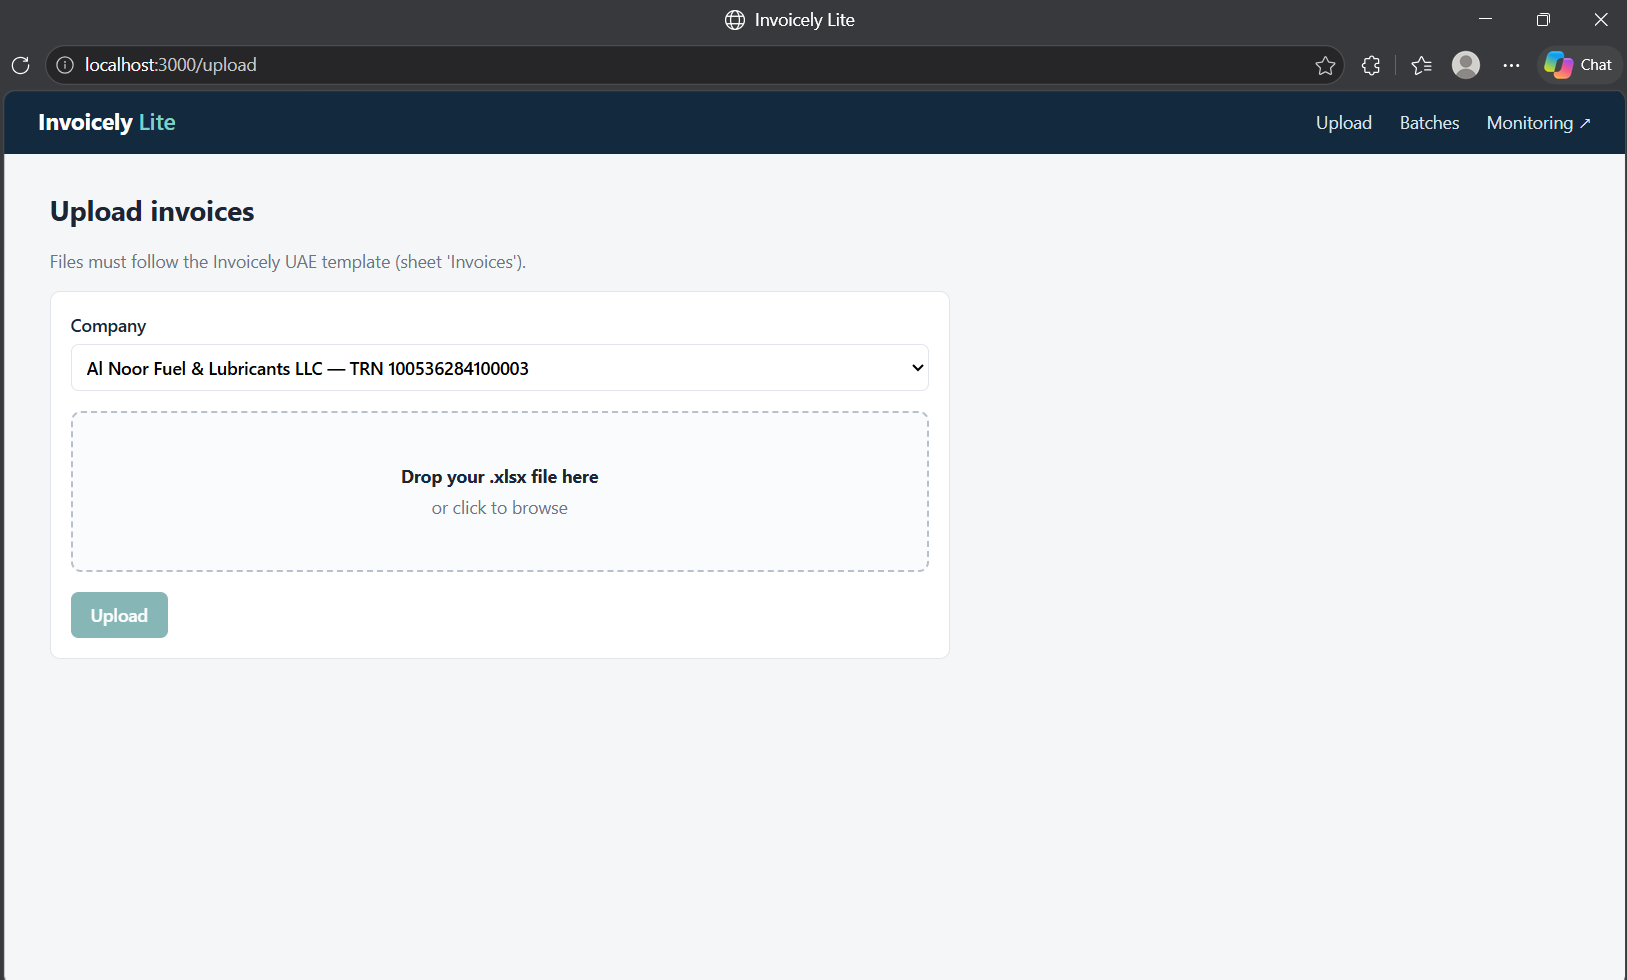 Invoicely Lite
localhost:3000/upload
Chat
Invoicely Lite
Upload
Batches
Monitoring ↗
Upload invoices
Files must follow the Invoicely UAE template (sheet 'Invoices').
Company
Al Noor Fuel & Lubricants LLC — TRN 100536284100003
Drop your .xlsx file here
or click to browse
Upload